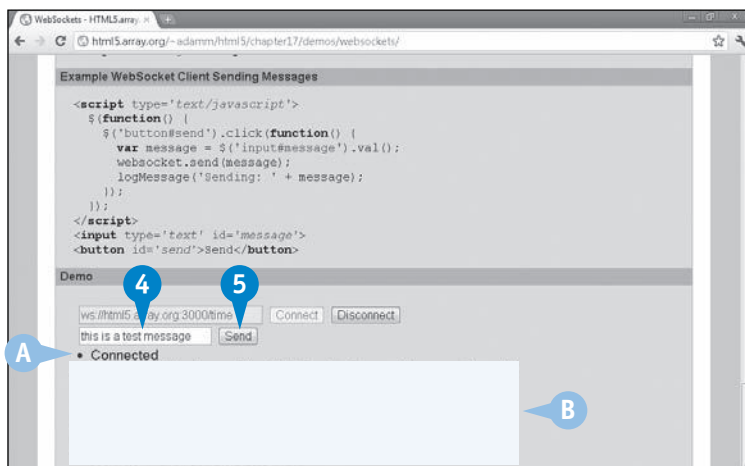 WebSockets - HTML5.array.
html5.array.org/~adamm/html5/chapter17/demos/websockets/
Example WebSocket Client Sending Messages
<script type='text/javascript'>
$(function() {
$('button#send').click(function() {
var message = $('input#message').val();
websocket.send(message);
logMessage('Sending: ' + message);
});
});
</script>
<input type='text' id='message'>
<button id='send'>Send</button>
Demo
4
5
ws://html5.array.org:3000/time Connect Disconnect
this is a test message Send
A
• Connected
B